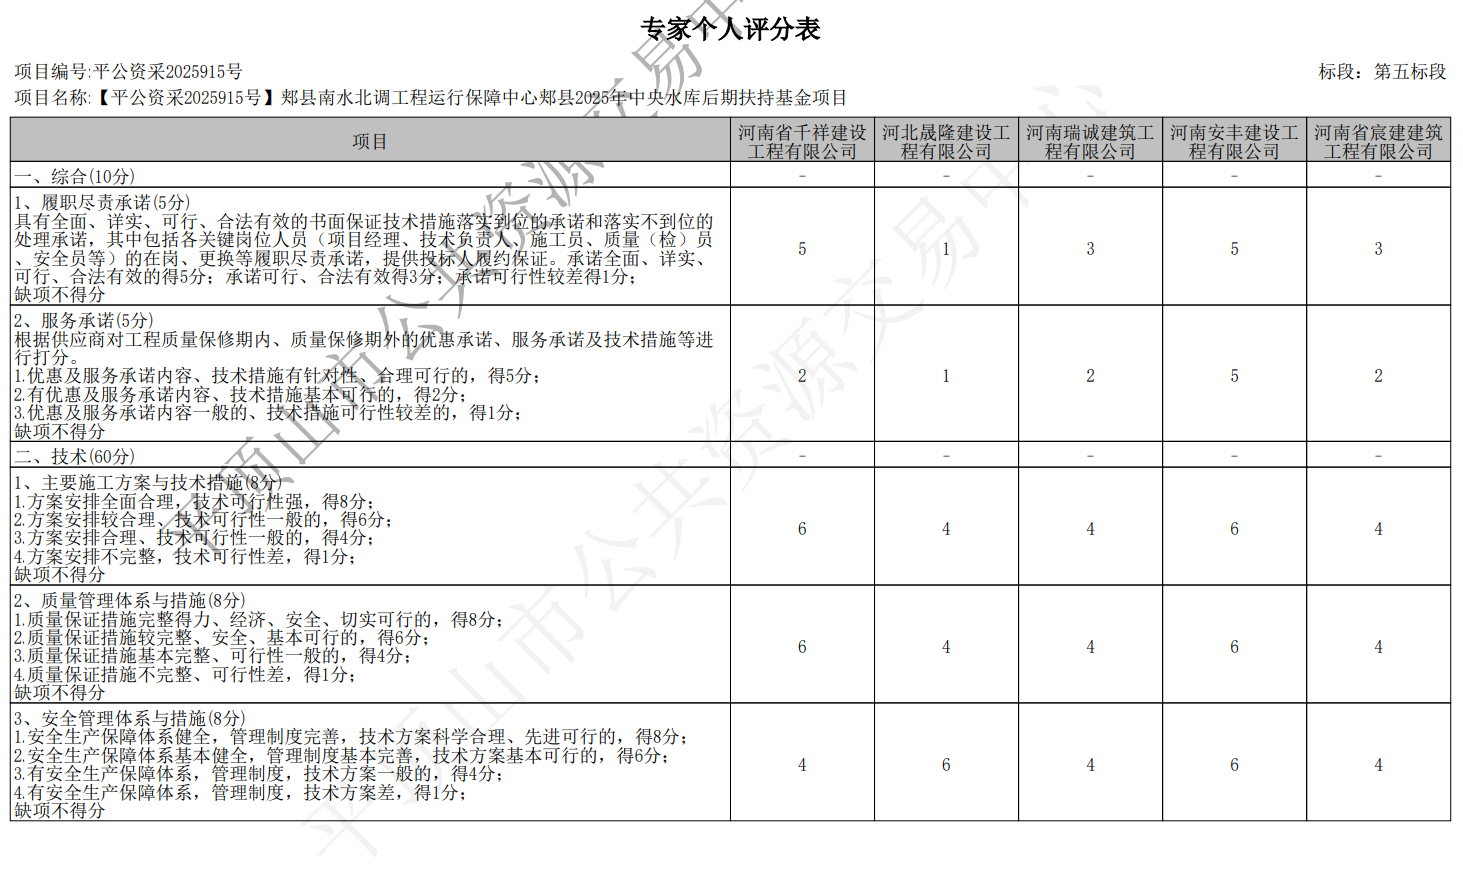 专家个人评分表
项目编号:平公资采2025915号
标段：第五标段
项目名称:【平公资采2025915号】郏县南水北调工程运行保障中心郏县2025年中央水库后期扶持基金项目
项目
河南省千祥建设工程有限公司
河北晟隆建设工程有限公司
河南瑞诚建筑工程有限公司
河南安丰建设工程有限公司
河南省宸建建筑工程有限公司
一、综合(10分)
- - - - -
1、履职尽责承诺(5分)
具有全面、详实、可行、合法有效的书面保证技术措施落实到位的承诺和落实不到位的
处理承诺，其中包括各关键岗位人员（项目经理、技术负责人、施工员、质量（检）员
、安全员等）的在岗、更换等履职尽责承诺，提供投标人履约保证。承诺全面、详实、
可行、合法有效的得5分；承诺可行、合法有效得3分；承诺可行性较差得1分；
缺项不得分
5 1 3 5 3
2、服务承诺(5分)
根据供应商对工程质量保修期内、质量保修期外的优惠承诺、服务承诺及技术措施等进
行打分。
1.优惠及服务承诺内容、技术措施有针对性、合理可行的，得5分；
2.有优惠及服务承诺内容、技术措施基本可行的，得2分；
3.优惠及服务承诺内容一般的、技术措施可行性较差的，得1分；
缺项不得分
2 1 2 5 2
二、技术(60分)
- - - - -
1、主要施工方案与技术措施(8分)
1.方案安排全面合理，技术可行性强，得8分；
2.方案安排较合理、技术可行性一般的，得6分；
3.方案安排合理、技术可行性一般的，得4分；
4.方案安排不完整，技术可行性差，得1分；
缺项不得分
6 4 4 6 4
2、质量管理体系与措施(8分)
1.质量保证措施完整得力、经济、安全、切实可行的，得8分；
2.质量保证措施较完整、安全、基本可行的，得6分；
3.质量保证措施基本完整、可行性一般的，得4分；
4.质量保证措施不完整、可行性差，得1分；
缺项不得分
6 4 4 6 4
3、安全管理体系与措施(8分)
1.安全生产保障体系健全，管理制度完善，技术方案科学合理、先进可行的，得8分；
2.安全生产保障体系基本健全，管理制度基本完善，技术方案基本可行的，得6分；
3.有安全生产保障体系，管理制度，技术方案一般的，得4分；
4.有安全生产保障体系，管理制度，技术方案差，得1分；
缺项不得分
4 6 4 6 4
平顶山市公共资源交易中
平顶山市公共资源交易中心